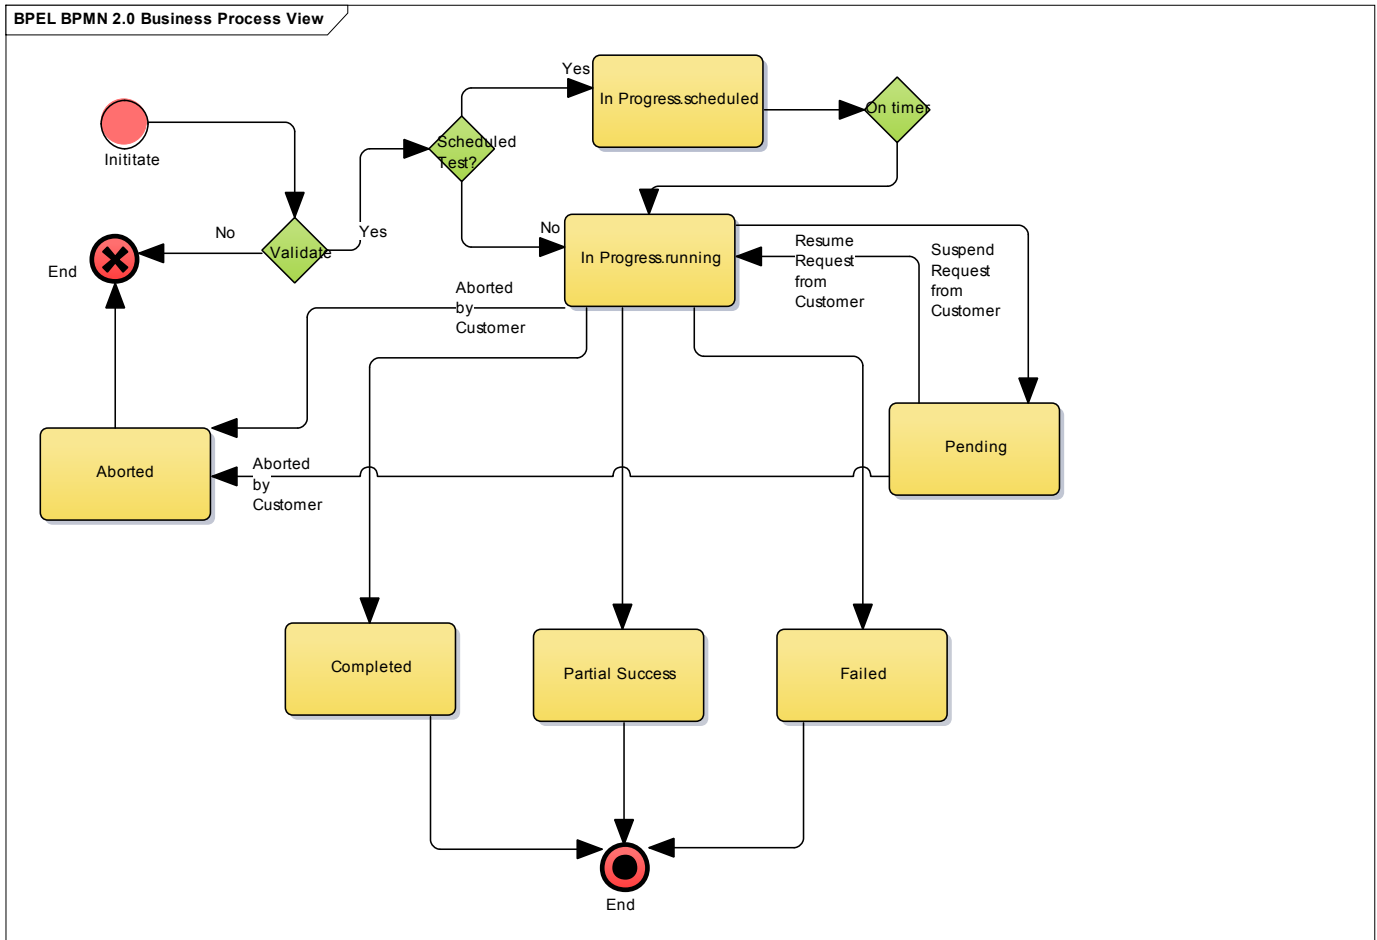 BPEL BPMN 2.0 Business Process View
Yes
In Progress.scheduled
On timer
Inititate
Scheduled
Test?
No
Validate
Yes
No
In Progress.running
Resume
Request
from
Customer
Suspend
Request
from
Customer
End
Aborted
by
Customer
Aborted
Aborted
by
Customer
Pending
Completed
Partial Success
Failed
End